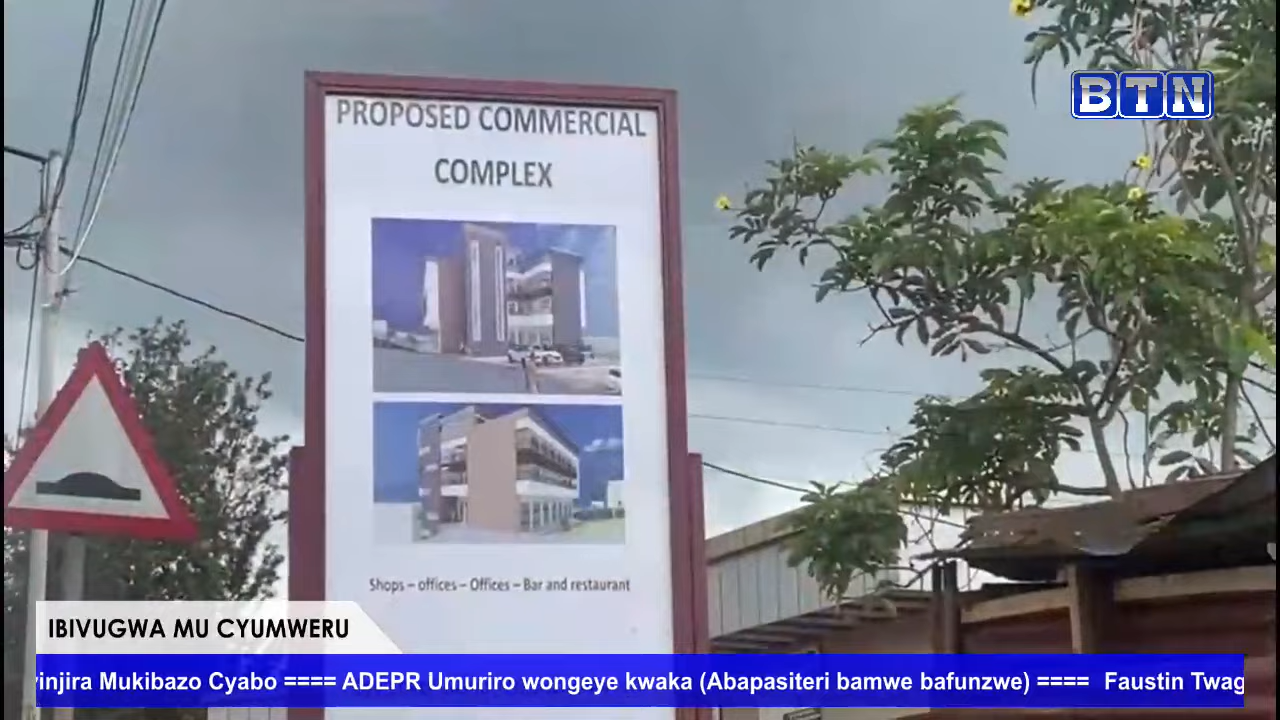 PROPOSED COMMERCIAL
COMPLEX
BTN
Shops – offices – Offices – Bar and restaurant
IBIVUGWA MU CYUMWERU
injira Mukibazo Cyabo ==== ADEPR Umuriro wongeye kwaka (Abapasiteri bamwe bafunzwe) ==== Faustin Twag